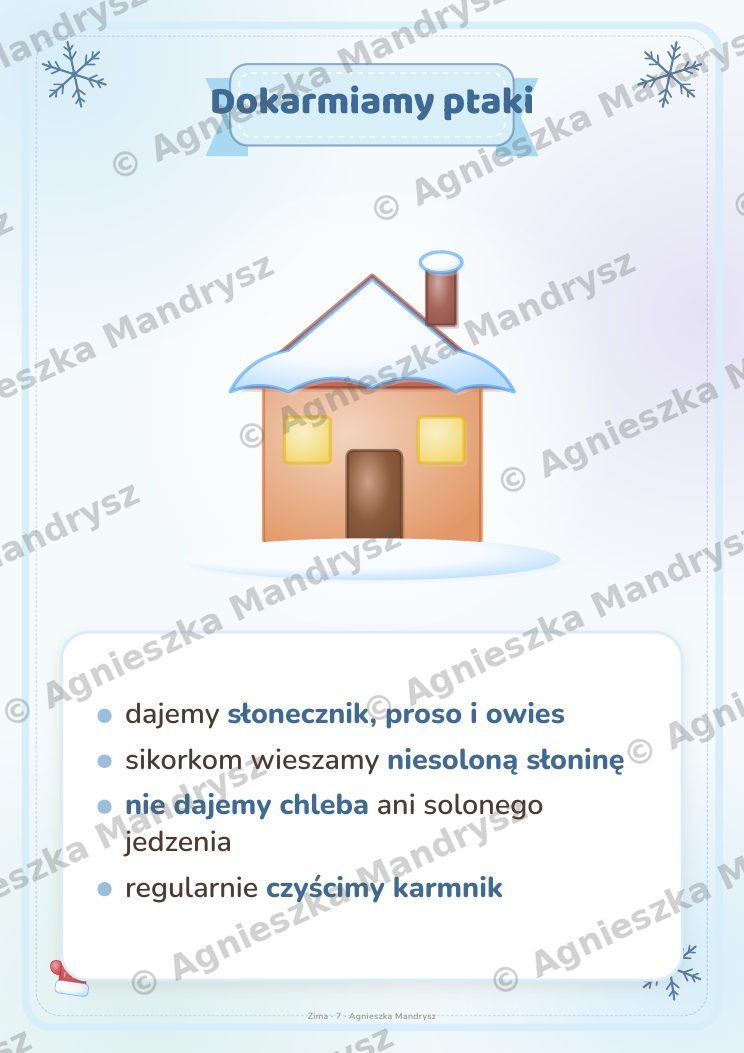 Dokarmiamy ptaki
© Agnieszka Mandrysz
dajemy słonecznik, proso i owies
sikorkom wieszamy niesoloną słoninę
nie dajemy chleba ani solonego
jedzenia
regularnie czyścimy karmnik
Zima · 7 · Agnieszka Mandrysz